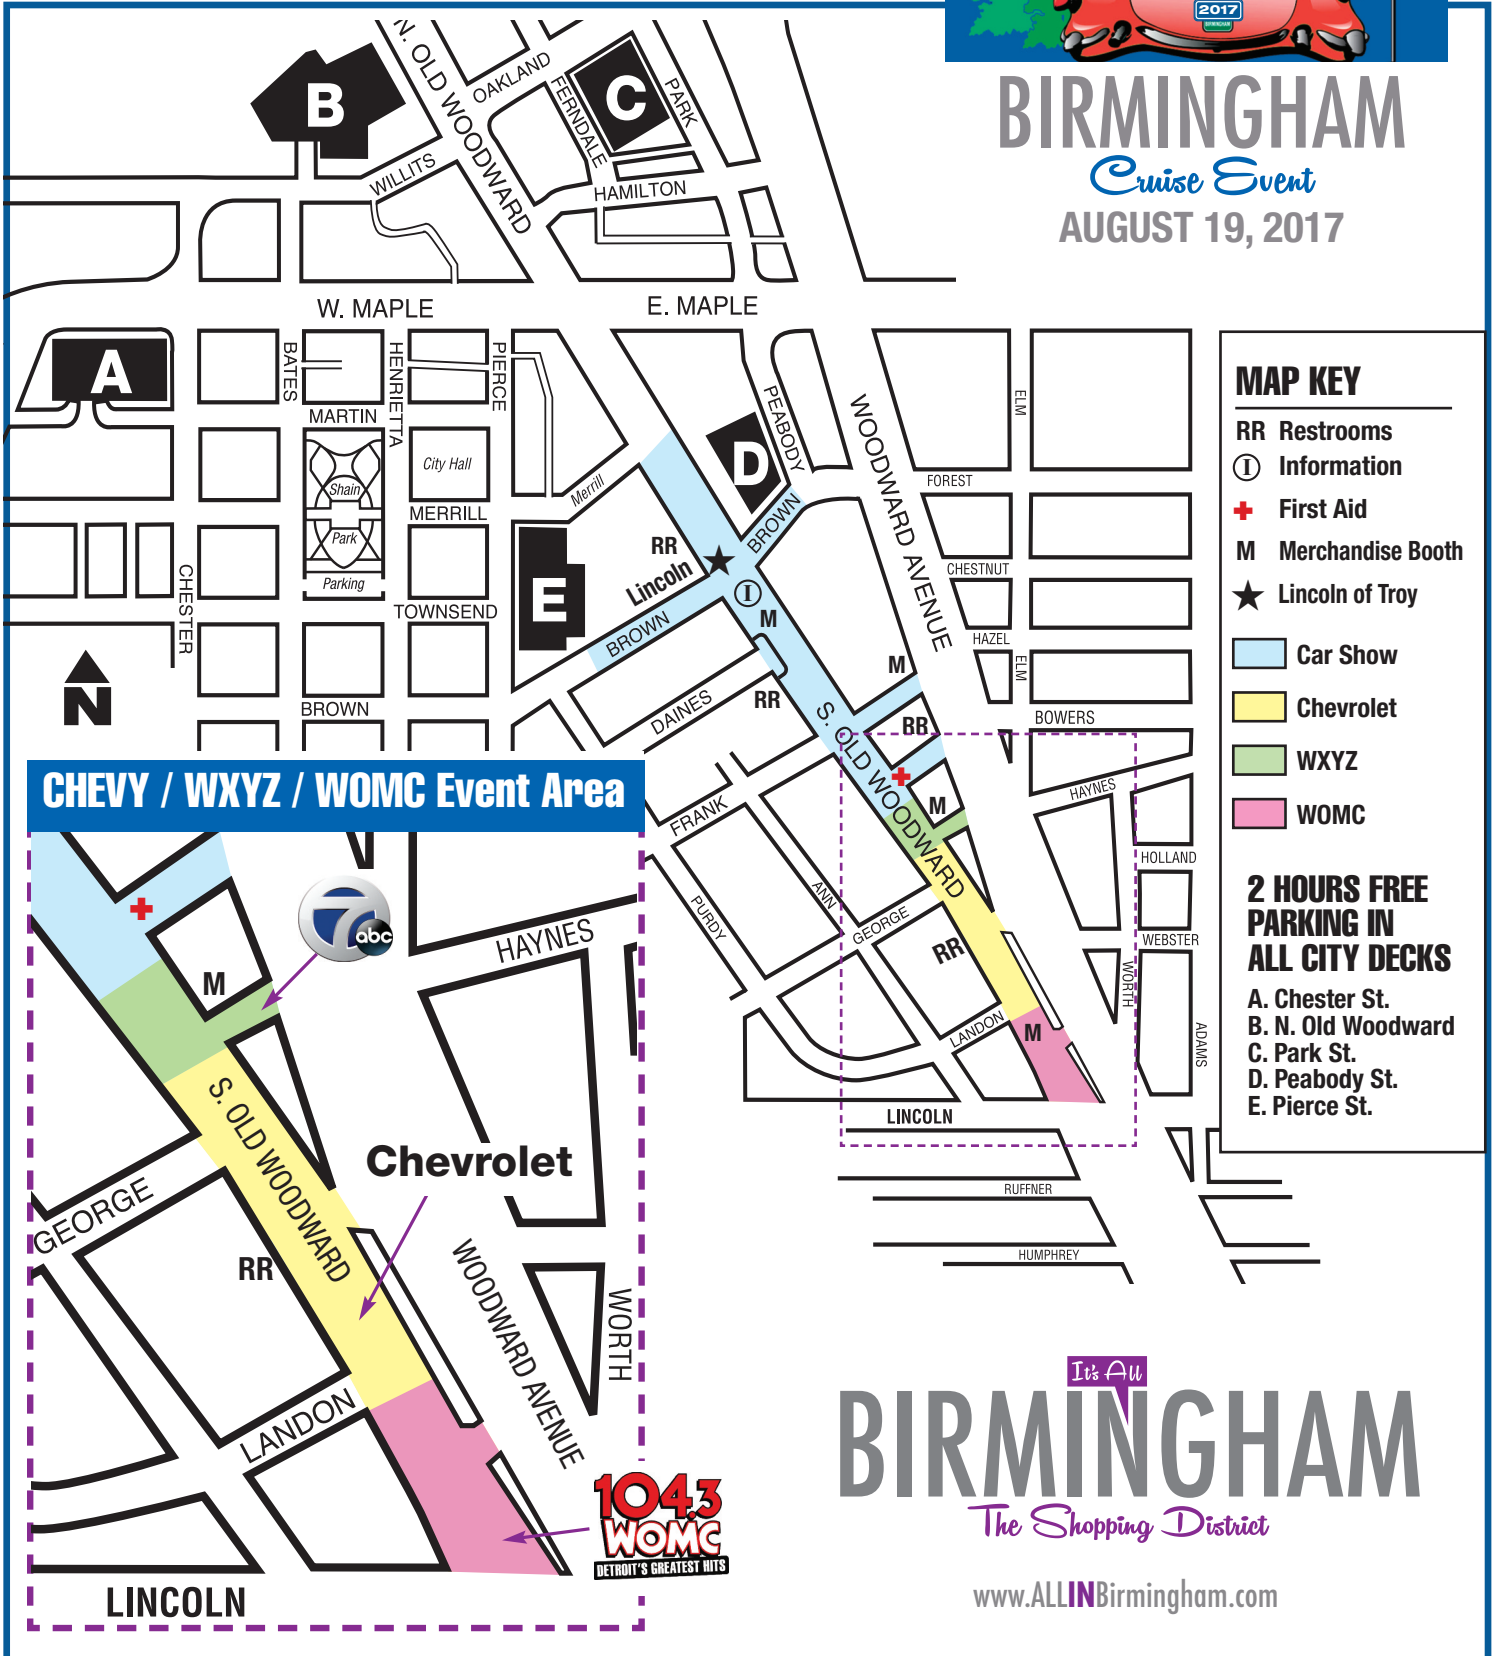 2017
BIRMINGHAM
BIRMINGHAM
Cruise Event
AUGUST 19, 2017
N. OLD WOODWARD
OAKLAND
FERNDALE
PARK
B
C
WILLITS
HAMILTON
W. MAPLE
E. MAPLE
A
BATES
HENRIETTA
PIERCE
MARTIN
City Hall
Shain
Park
Parking
MERRILL
Merrill
CHESTER
TOWNSEND
BROWN
N
D
PEABODY
BROWN
WOODWARD AVENUE
ELM
FOREST
CHESTNUT
HAZEL
ELM
BOWERS
E
RR
Lincoln
BROWN
I
M
DAINES
RR
M
RR
S. OLD WOODWARD
M
FRANK
ANN
PURDY
GEORGE
RR
LANDON
M
LINCOLN
HAYNES
HOLLAND
WEBSTER
WORTH
ADAMS
RUFFNER
HUMPHREY
MAP KEY
RR Restrooms
I Information
First Aid
M Merchandise Booth
★ Lincoln of Troy
Car Show
Chevrolet
WXYZ
WOMC
2 HOURS FREE
PARKING IN
ALL CITY DECKS
A. Chester St.
B. N. Old Woodward
C. Park St.
D. Peabody St.
E. Pierce St.
CHEVY / WXYZ / WOMC Event Area
7
abc
M
HAYNES
S. OLD WOODWARD
Chevrolet
GEORGE
RR
WOODWARD AVENUE
WORTH
LANDON
LINCOLN
104.3
WOMC
DETROIT'S GREATEST HITS
It's All
BIRMINGHAM
The Shopping District
www.ALLINBirmingham.com